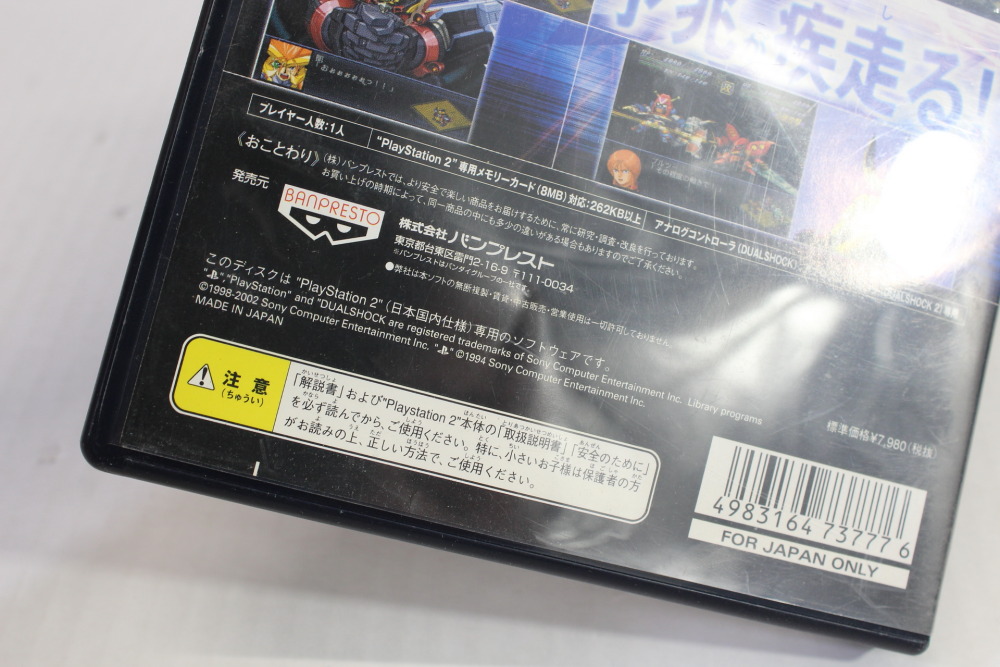 兆
疾走る!
し
プレイヤー人数:1人
"PlayStation 2"専用メモリーカード(8MB)対応:262KB以上
アナログコントローラ(DUALSHOCK)
DUALSHOCK 2)専用
《おことわり》(株)バンプレストでは、より安全で楽しい商品をお届けするために、常に研究・調査・改良を行っております。
お買い上げの時期によって、同一商品の中にも多少の違いがある場合もありますのでご了承ください。
発売元
BANPRESTO
株式会社バンプレスト
東京都台東区雷門2-16-9 〒111-0034
※バンプレストはバンダイグループの一社です。
●弊社は本ソフトの無断複製・賃貸・中古販売・営業使用は一切許可しておりません。
このディスクは "PlayStation 2" (日本国内仕様) 専用のソフトウェアです。
"PlayStation" and "DUALSHOCK are registered trademarks of Sony Computer Entertainment Inc. Library programs
©1998-2002 Sony Computer Entertainment Inc. ©1994 Sony Computer Entertainment Inc.
MADE IN JAPAN
注意
(ちゅうい)
「解説書」および"Playstation 2"本体の「取扱説明書」「安全のために」
を必ず読んでから、ご使用ください。特に、小さいお子様は保護者の方
がお読みの上、正しい方法で、ご使用ください。
標準価格¥7,980(税抜)
4983164737776
FOR JAPAN ONLY